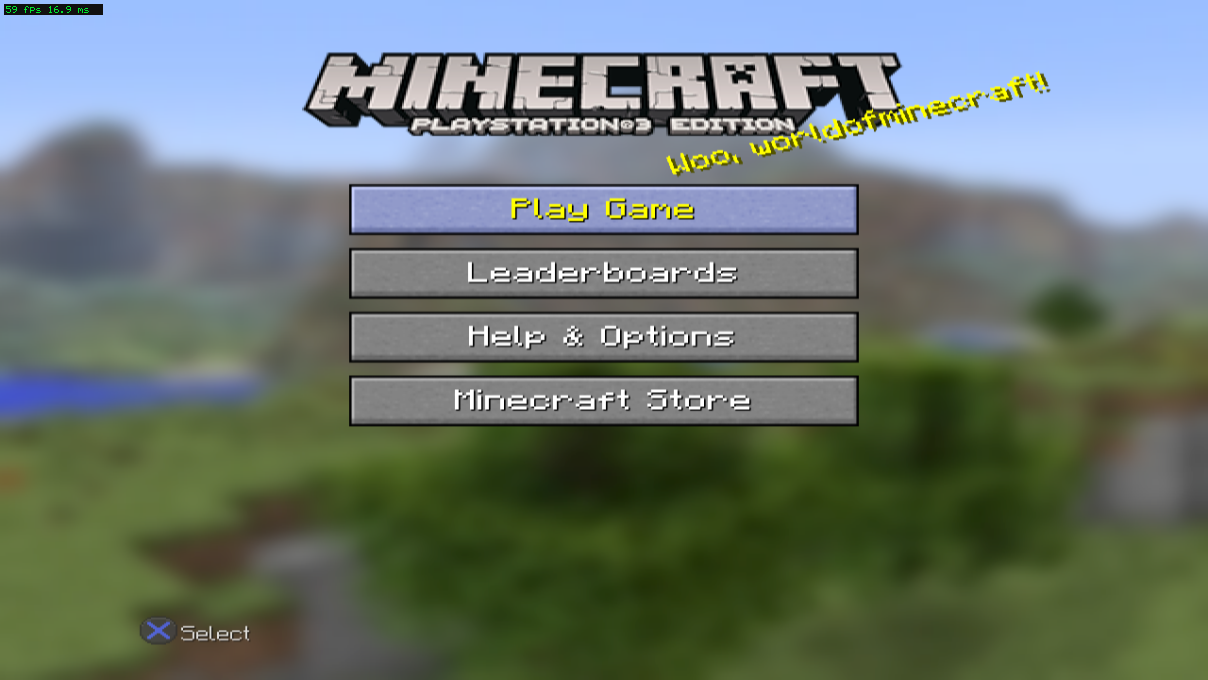 59 fps 16.9 ms
MINECRAFT
PLAYSTATION®3 EDITION
Woo, worldofminecraft!
Play Game
Leaderboards
Help & Options
Minecraft Store
Select